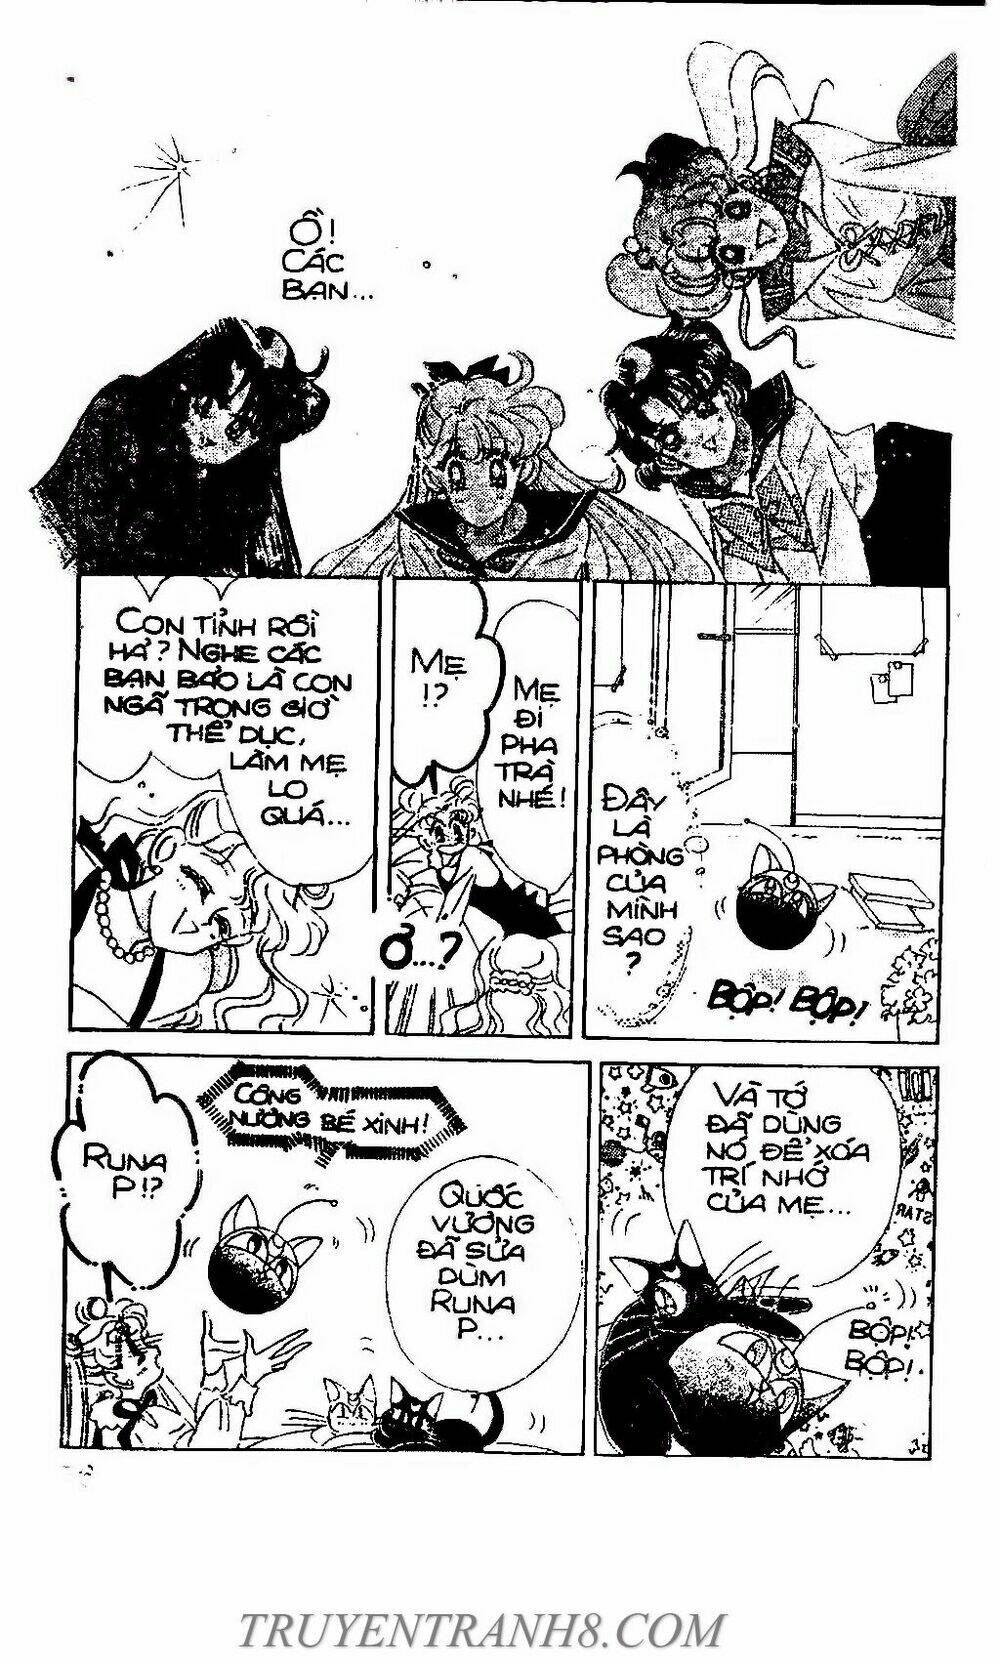 Ồ!
CÁC
BẠN...
CON TỈNH RỒI
HẢ? NGHE CÁC
BẠN BẢO LÀ CON
NGÃ TRONG GIỜ
THỂ DỤC,
LÀM MẸ
LO
QUÁ...
MẸ
!?
MẸ
ĐI
PHA
TRÀ
NHÉ!
Ơ....?
ĐÂY
LÀ
PHÒNG
CỦA
MÌNH
SAO
?
BỘP! BỘP!
RUNA
P!?
CÔNG
NƯƠNG BÉ XINH!
QUỐC
VƯƠNG
ĐÃ SỬA
DÙM
RUNA
P...
VÀ TỚ
ĐÃ DÙNG
NÓ ĐỂ XÓA
TRÍ NHỚ
CỦA MẸ...
START
BỘP!
BỘP!
TRUYENTRANH8.COM